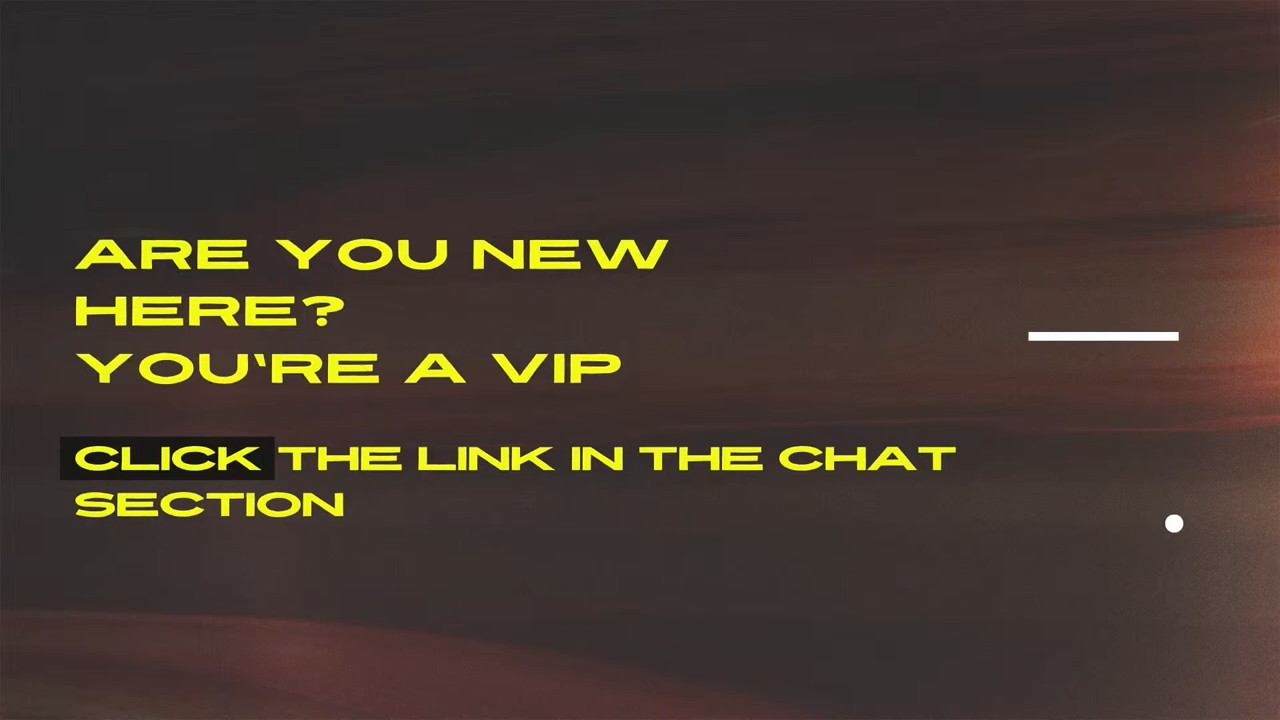 ARE YOU NEW
HERE?
YOU'RE A VIP
CLICK THE LINK IN THE CHAT
SECTION